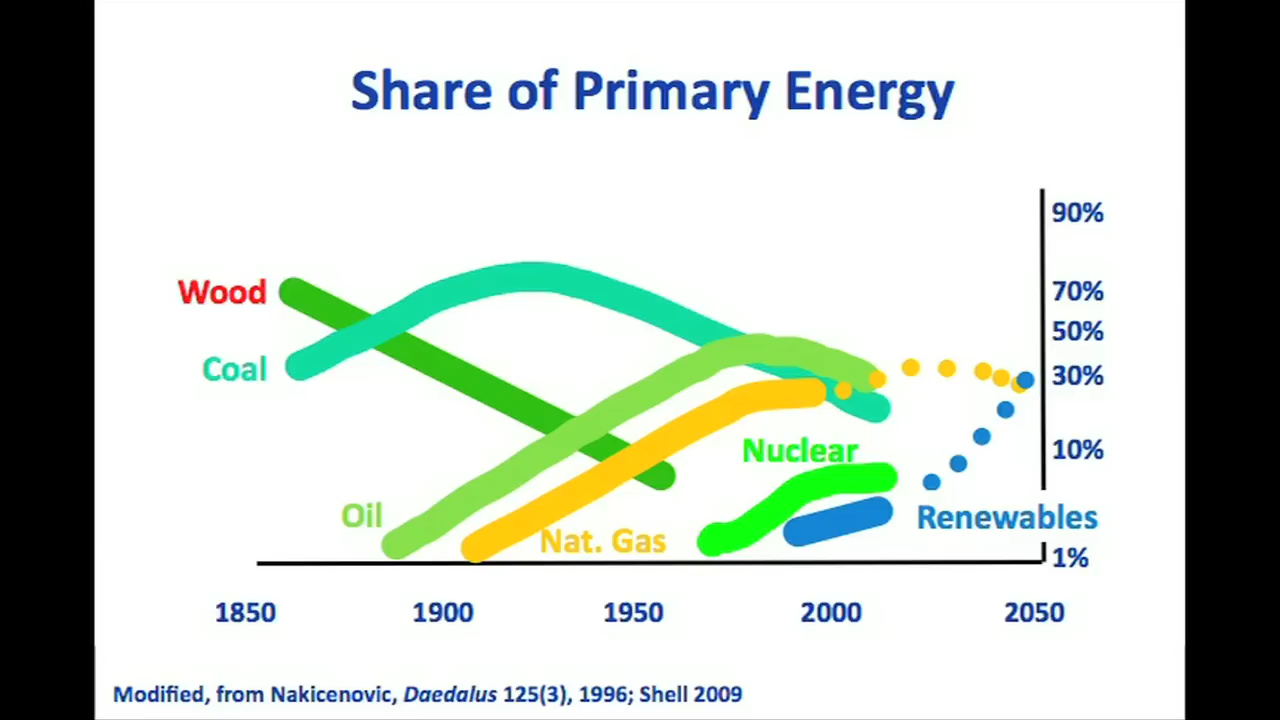 Share of Primary Energy
90%
Wood
70%
50%
Coal
30%
Nuclear
10%
Oil
Renewables
Nat. Gas
1%
1850 1900 1950 2000 2050
Modified, from Nakicenovic, Daedalus 125(3), 1996; Shell 2009